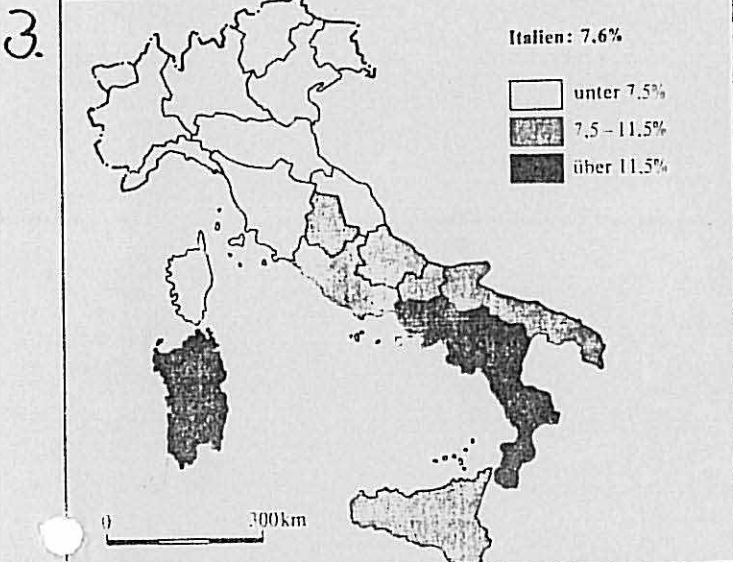 3.
Italien: 7.6%
unter 7.5%
7.5 – 11.5%
über 11.5%
0 300km